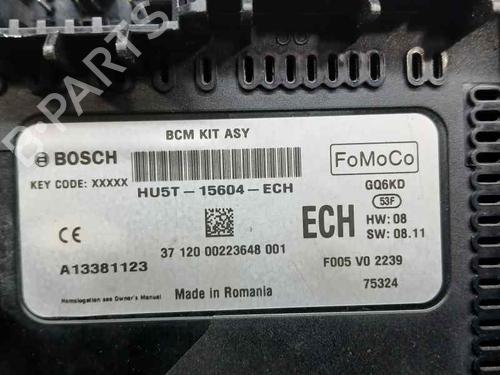 BCM KIT ASY
BOSCH
KEY CODE: XXXXX
HU5T-15604-ECH
FoMoCo
GQ6KD
53F
ECH
HW: 08
SW: 08.11
37 120 00223648 001
A13381123
F005 V0 2239
75324
Homologation see Owner's Manual
Made in Romania
B-PARTS